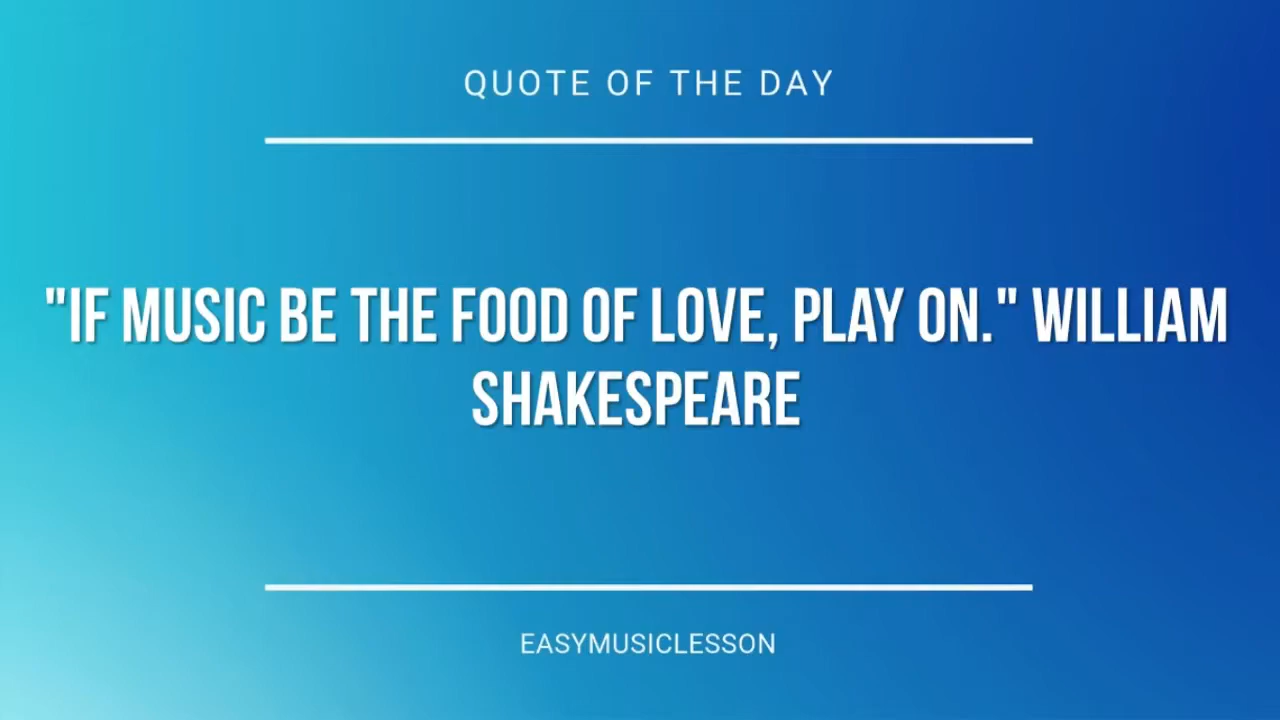 QUOTE OF THE DAY
"IF MUSIC BE THE FOOD OF LOVE, PLAY ON." WILLIAM
SHAKESPEARE
EASYMUSICLESSON